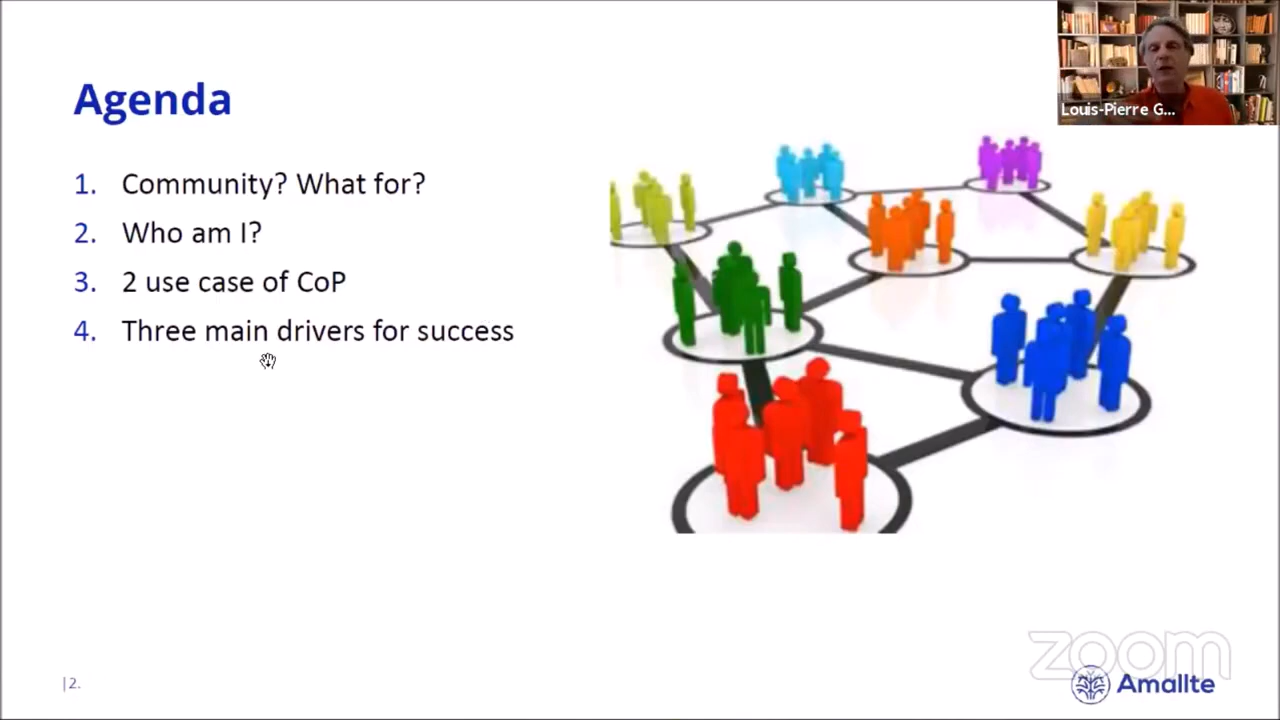 Agenda
1. Community? What for?
2. Who am I?
3. 2 use case of CoP
4. Three main drivers for success
Louis-Pierre G...
|2.
zoom
Amallte